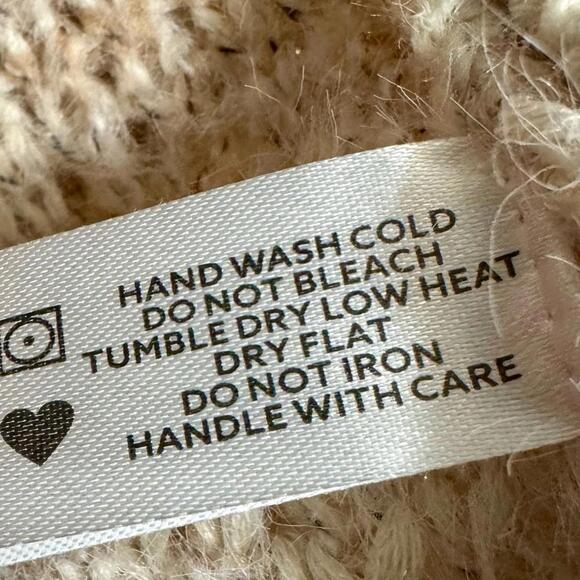 HAND WASH COLD
DO NOT BLEACH
TUMBLE DRY LOW HEAT
DRY FLAT
DO NOT IRON
HANDLE WITH CARE